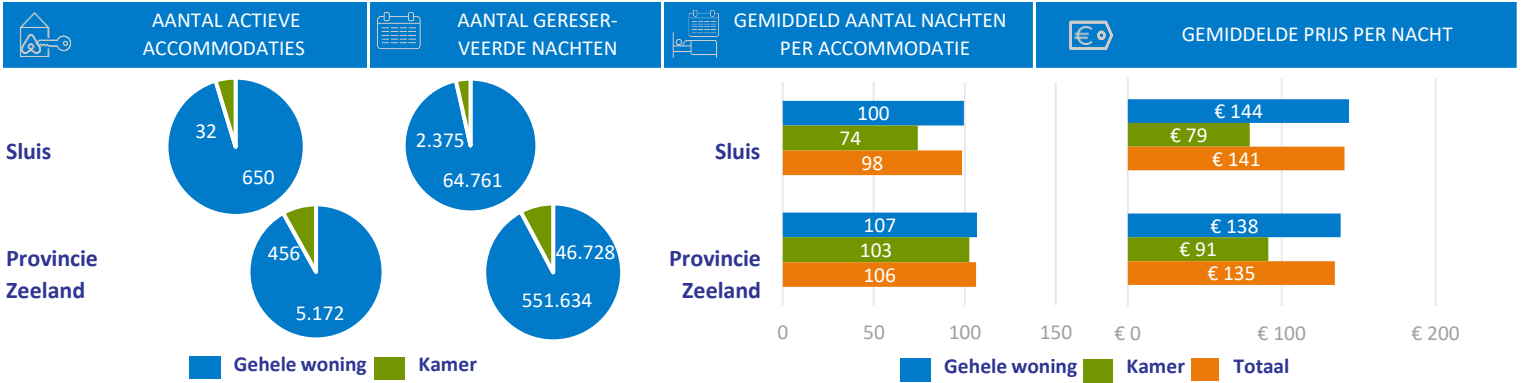 AANTAL ACTIEVE
ACCOMMODATIES
AANTAL GERESER-
VEERDE NACHTEN
GEMIDDELD AANTAL NACHTEN
PER ACCOMMODATIE
GEMIDDELDE PRIJS PER NACHT
Sluis
32
650
2.375
64.761
Provincie
Zeeland
456
5.172
46.728
551.634
Gehele woning Kamer
Sluis
100
74
98
Provincie
Zeeland
107
103
106
0 50 100 150
€ 144
€ 79
€ 141
€ 138
€ 91
€ 135
€ 0 € 100 € 200
Gehele woning Kamer Totaal